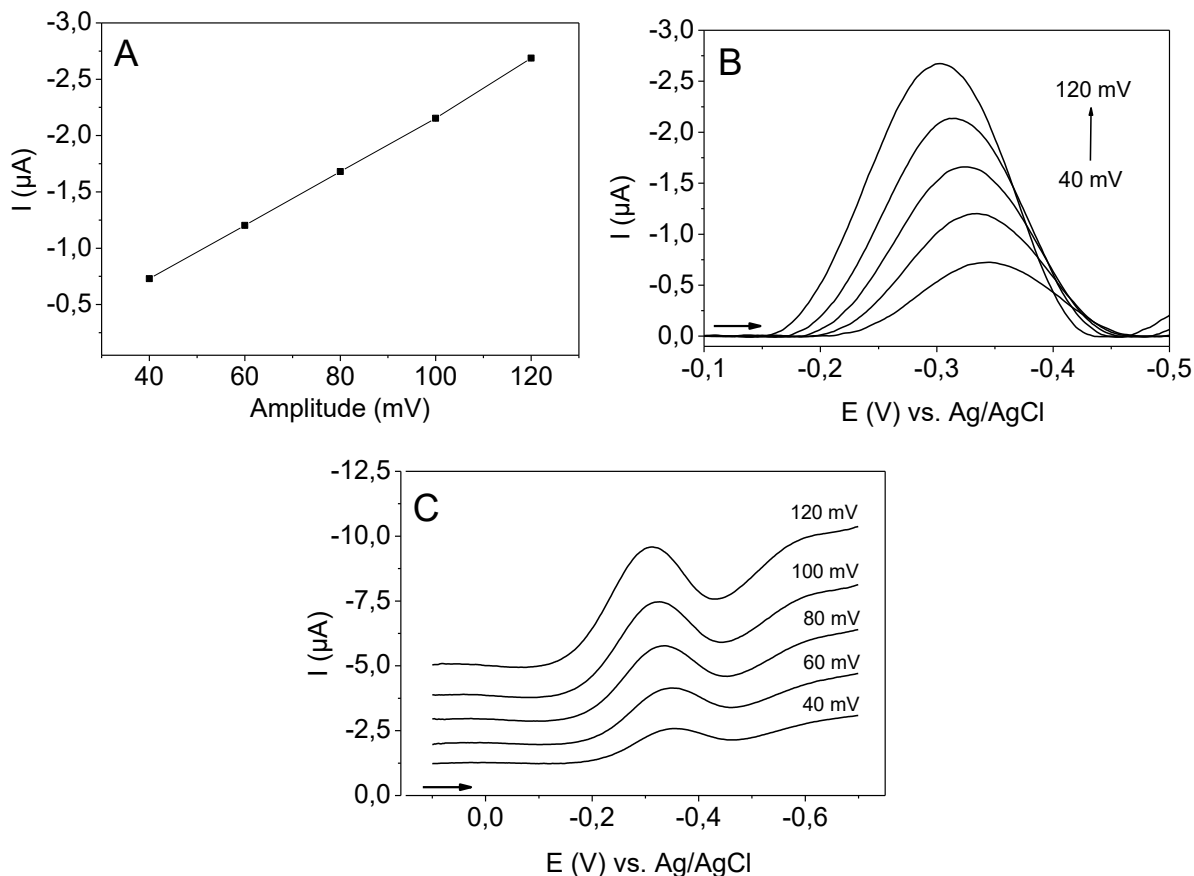 A
-3,0
-2,5
-2,0
-1,5
-1,0
-0,5
I (µA)
40 60 80 100 120
Amplitude (mV)
B
-3,0
-2,5
-2,0
-1,5
-1,0
-0,5
0,0
I (µA)
120 mV
40 mV
-0,1 -0,2 -0,3 -0,4 -0,5
E (V) vs. Ag/AgCl
C
-12,5
-10,0
-7,5
-5,0
-2,5
0,0
I (µA)
120 mV
100 mV
80 mV
60 mV
40 mV
0,0 -0,2 -0,4 -0,6
E (V) vs. Ag/AgCl